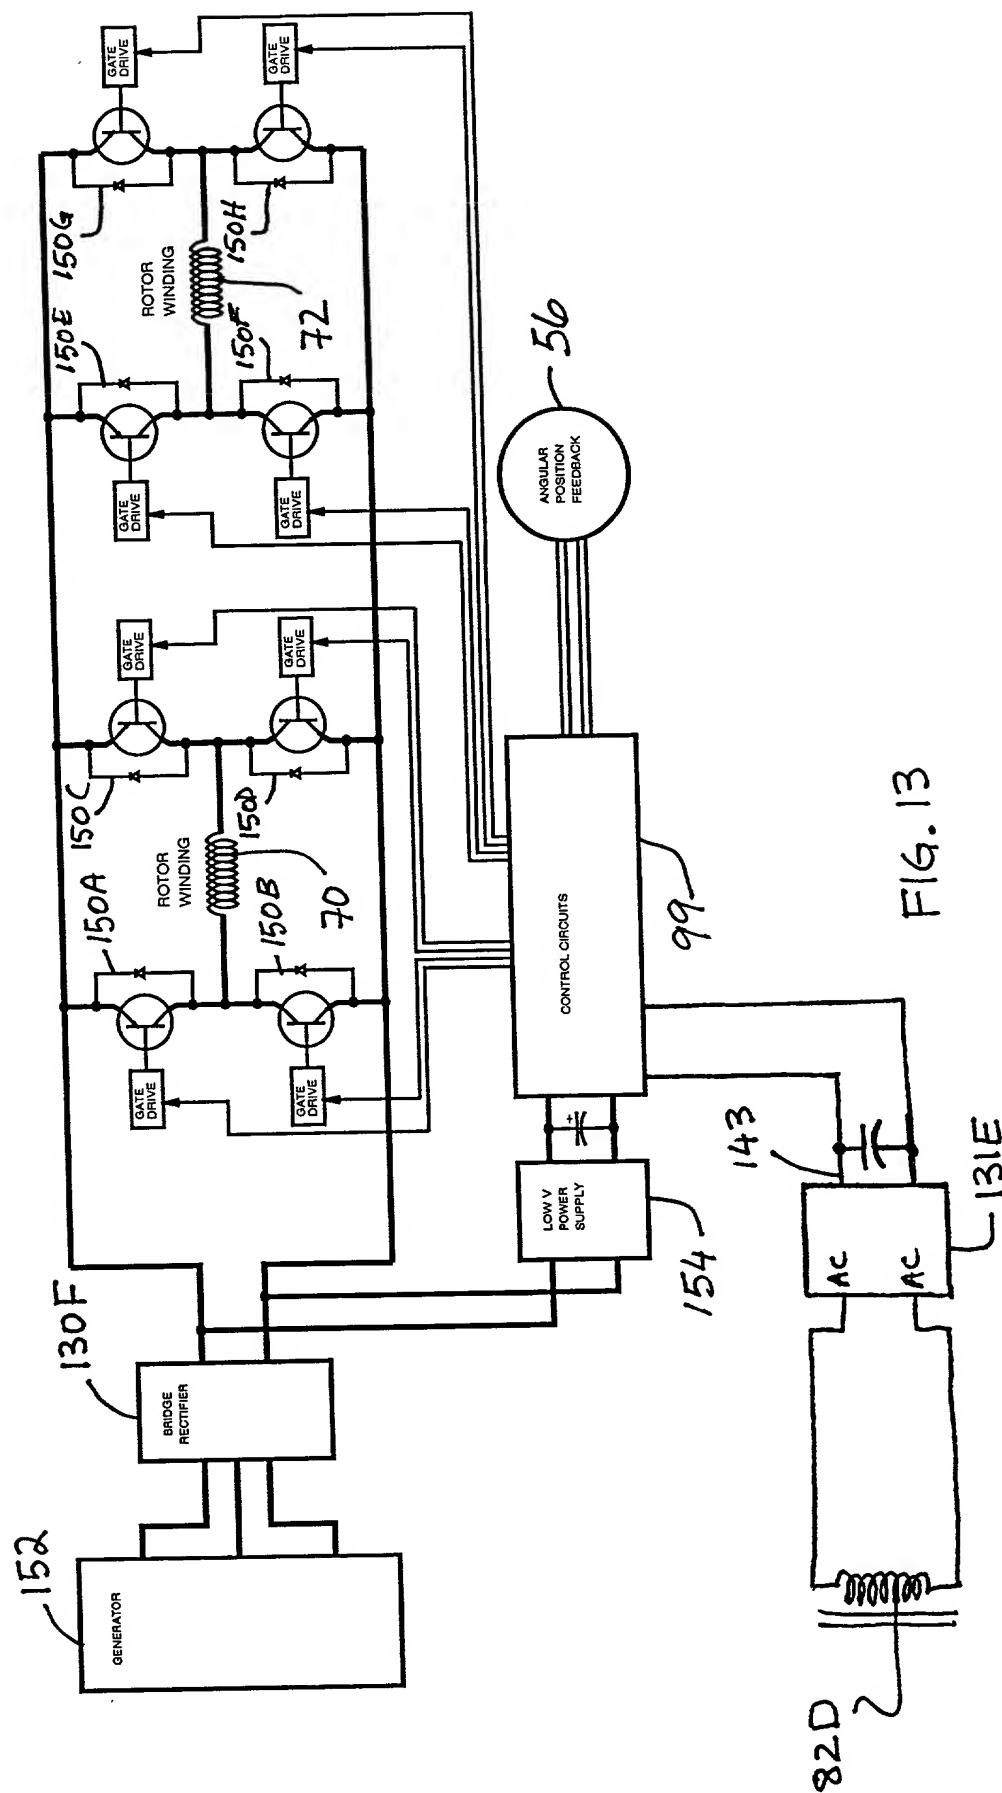 150A
150C
150E
150G
GATE
DRIVE
GATE
DRIVE
GATE
DRIVE
GATE
DRIVE
ROTOR
WINDING
ROTOR
WINDING
150B
150D
150F
150H
GATE
DRIVE
GATE
DRIVE
GATE
DRIVE
GATE
DRIVE
70
72
152
GENERATOR
130F
BRIDGE
RECTIFIER
LOW V
POWER
SUPPLY
154
+
CONTROL CIRCUITS
99
ANGULAR
POSITION
FEEDBACK
56
82D
AC
AC
143
131E
FIG. 13